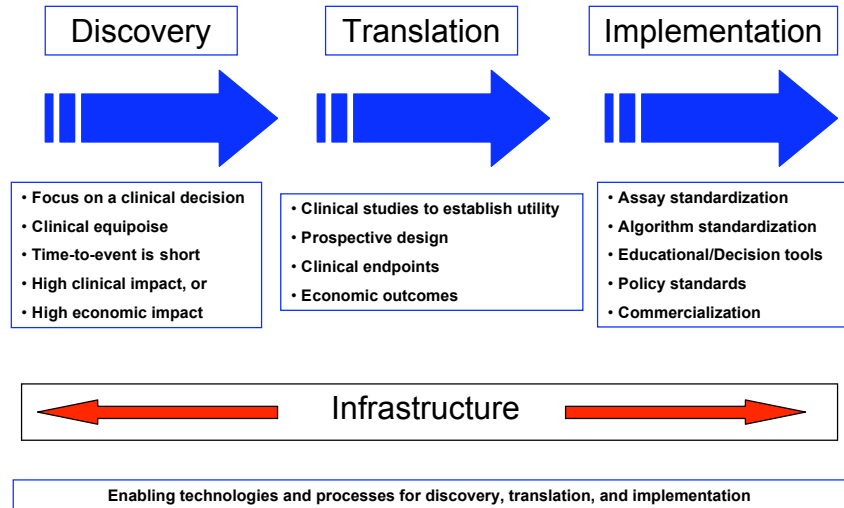 Discovery
Translation
Implementation
• Focus on a clinical decision
• Clinical equipoise
• Time-to-event is short
• High clinical impact, or
• High economic impact
• Clinical studies to establish utility
• Prospective design
• Clinical endpoints
• Economic outcomes
• Assay standardization
• Algorithm standardization
• Educational/Decision tools
• Policy standards
• Commercialization
Infrastructure
Enabling technologies and processes for discovery, translation, and implementation